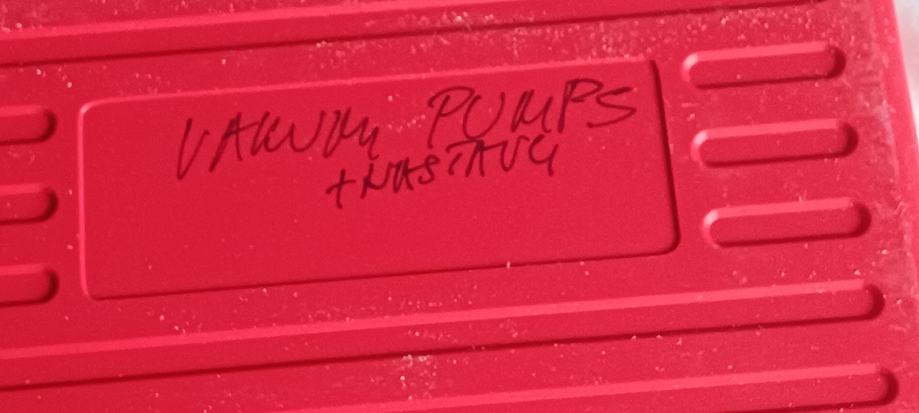 VAKUUM PUMPS
+NASTAVCI